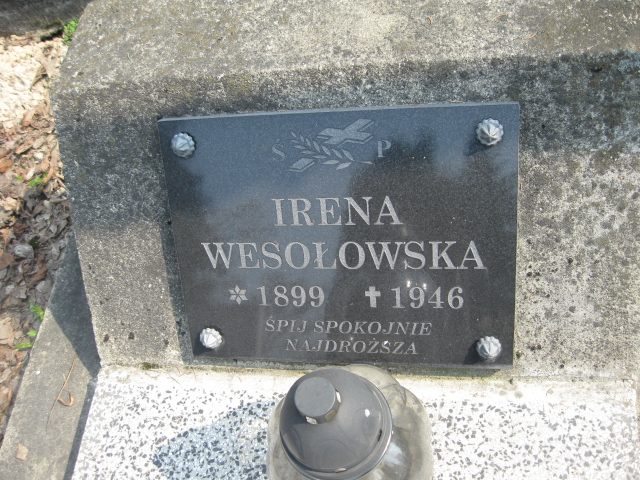 S P
IRENA
WESOŁOWSKA
* 1899 ✝ 1946
ŚPIJ SPOKOJNIE
NAJDROŻSZA